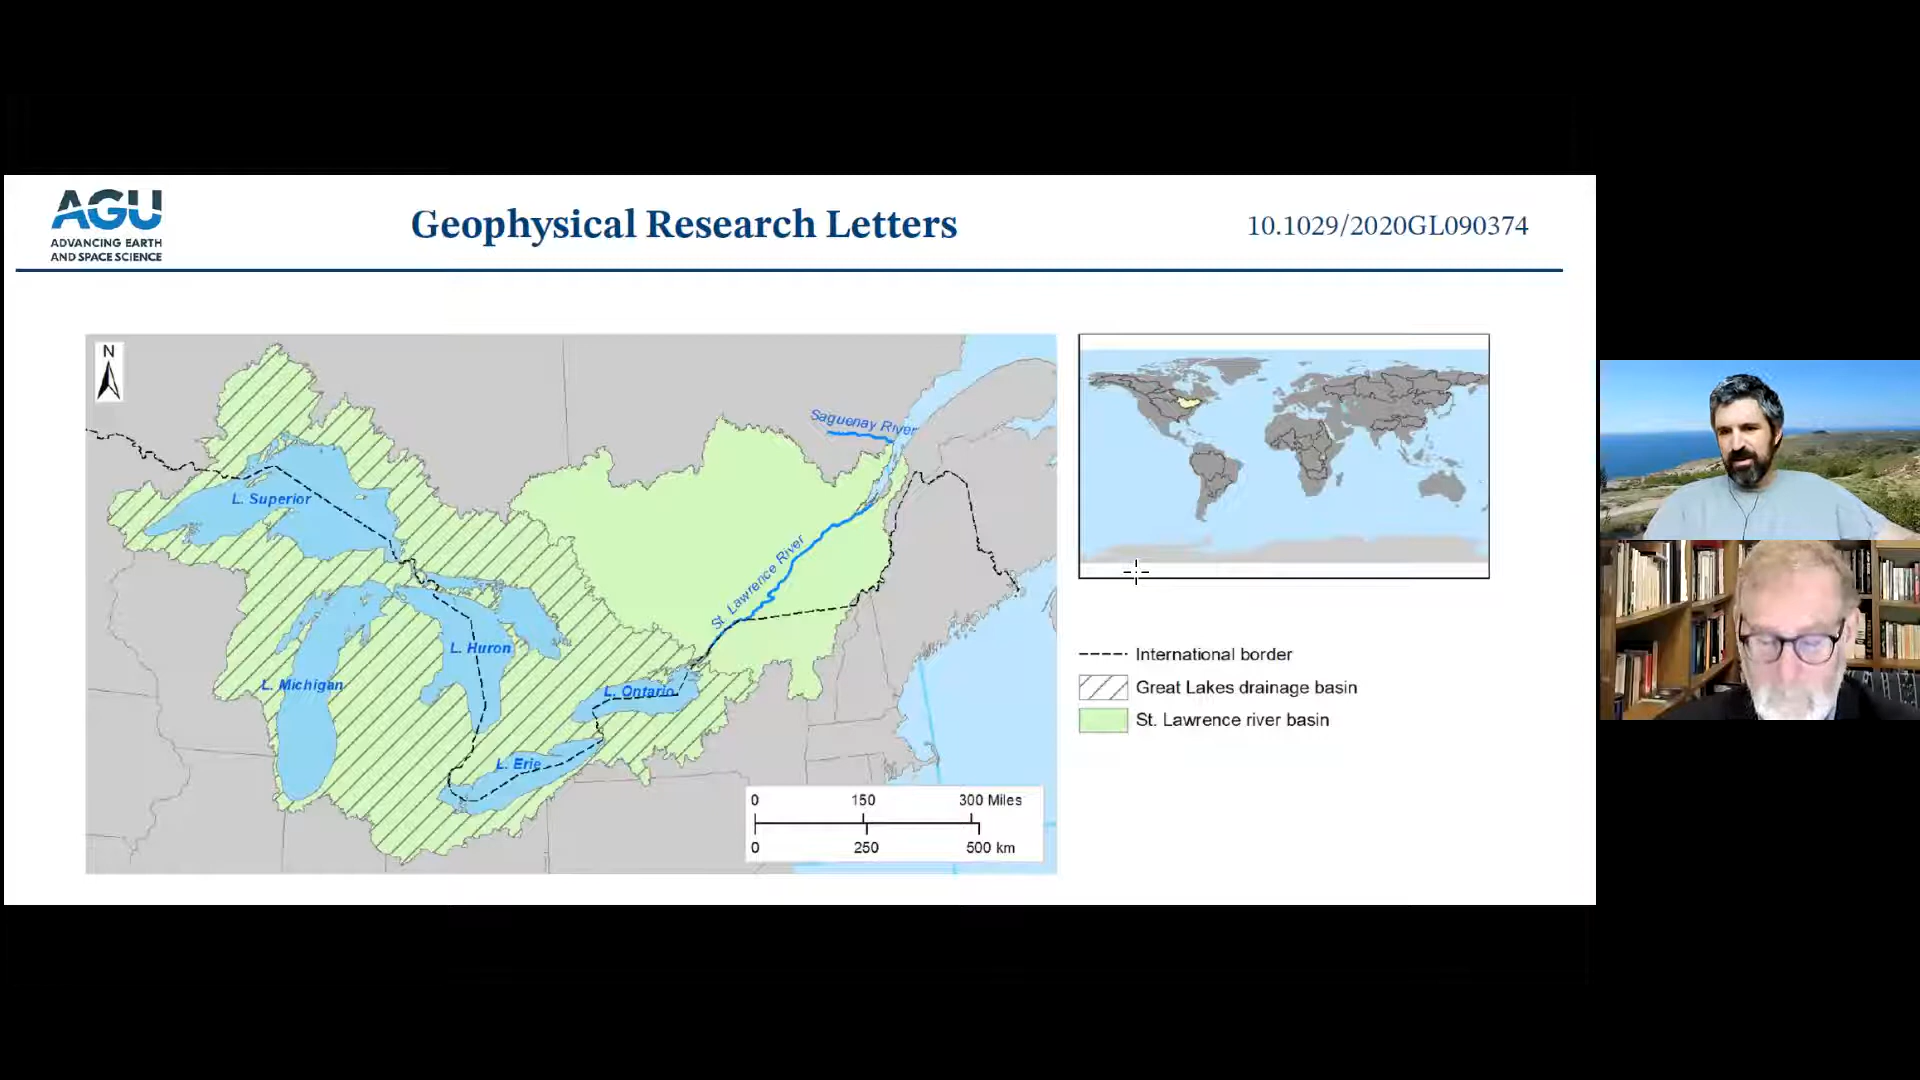 AGU
ADVANCING EARTH
AND SPACE SCIENCE
Geophysical Research Letters
10.1029/2020GL090374
N
Saguenay River
L. Superior
St. Lawrence River
L. Huron
L. Michigan
L. Ontario
L. Erie
0 150 300 Miles
0 250 500 km
International border
Great Lakes drainage basin
St. Lawrence river basin